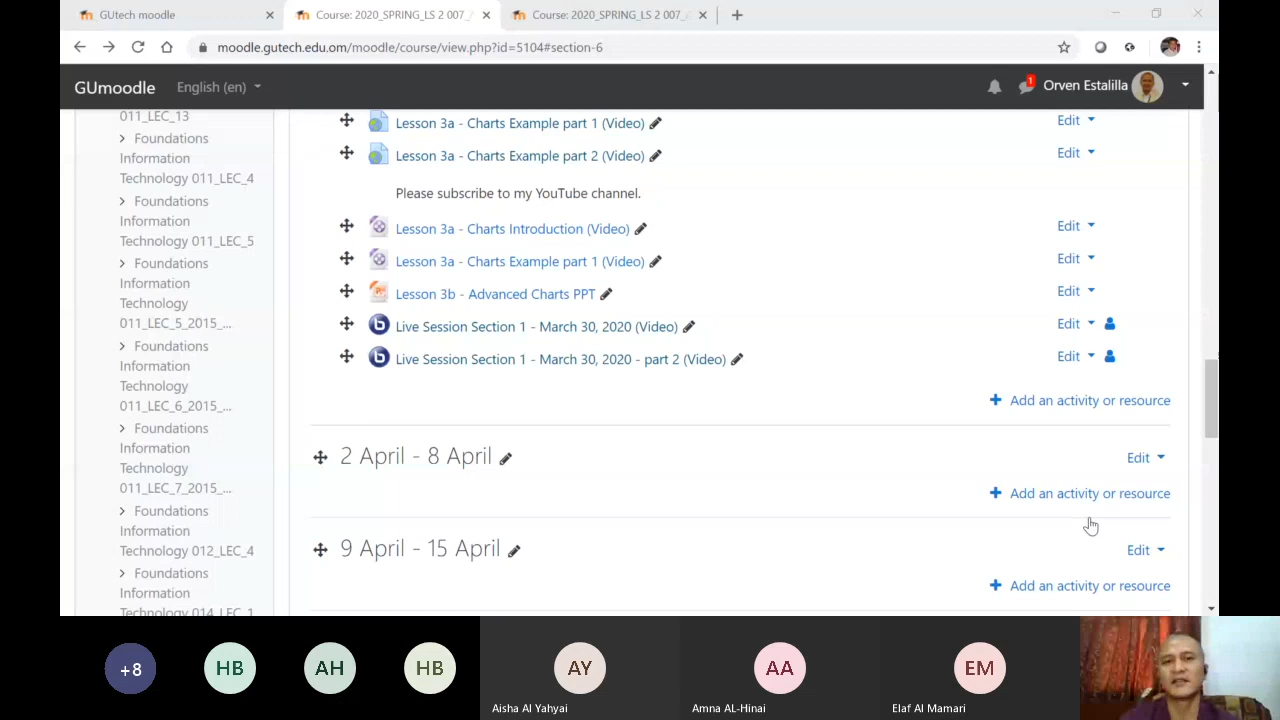 GUtech moodle
Course: 2020_SPRING_LS 2 007_
Course: 2020_SPRING_LS 2 007_
moodle.gutech.edu.om/moodle/course/view.php?id=5104#section-6
GUmoodle
English (en)
1
Orven Estalilla
011_LEC_13
Foundations
Information
Technology 011_LEC_4
Foundations
Information
Technology 011_LEC_5
Foundations
Information
Technology
011_LEC_5_2015_...
Foundations
Information
Technology
011_LEC_6_2015_...
Foundations
Information
Technology
011_LEC_7_2015_...
Foundations
Information
Technology 012_LEC_4
Foundations
Information
Technology 014_LEC_1
Lesson 3a - Charts Example part 1 (Video)
Edit
Lesson 3a - Charts Example part 2 (Video)
Edit
Please subscribe to my YouTube channel.
Lesson 3a - Charts Introduction (Video)
Edit
Lesson 3a - Charts Example part 1 (Video)
Edit
Lesson 3b - Advanced Charts PPT
Edit
Live Session Section 1 - March 30, 2020 (Video)
Edit
Live Session Section 1 - March 30, 2020 - part 2 (Video)
Edit
Add an activity or resource
2 April - 8 April
Edit
Add an activity or resource
9 April - 15 April
Edit
Add an activity or resource
+8
HB
AH
HB
AY
Aisha Al Yahyai
AA
Amna AL-Hinai
EM
Elaf Al Mamari